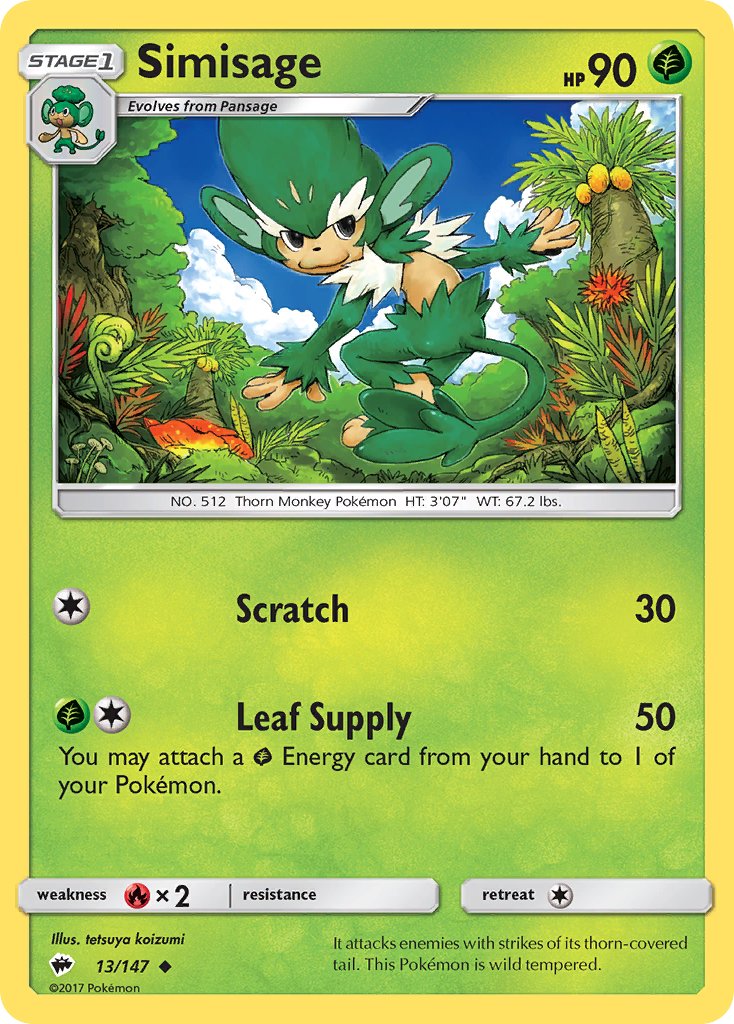 STAGE1
Simisage
HP90
Evolves from Pansage
NO. 512 Thorn Monkey Pokémon HT: 3'07" WT: 67.2 lbs.
Scratch 30
Leaf Supply 50
You may attach a Energy card from your hand to 1 of
your Pokémon.
weakness ×2 resistance retreat
Illus. tetsuya koizumi
13/147 ◆
©2017 Pokémon
It attacks enemies with strikes of its thorn-covered
tail. This Pokémon is wild tempered.